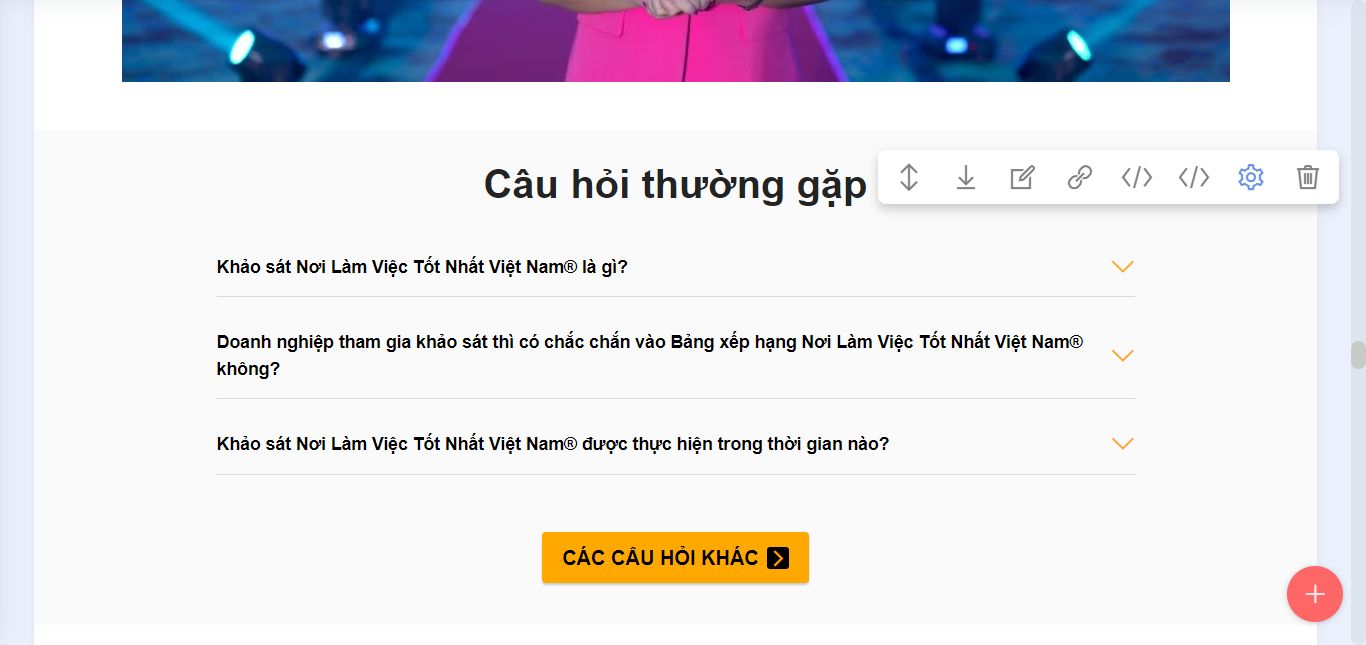 Câu hỏi thường gặp
Khảo sát Nơi Làm Việc Tốt Nhất Việt Nam® là gì?
Doanh nghiệp tham gia khảo sát thì có chắc chắn vào Bảng xếp hạng Nơi Làm Việc Tốt Nhất Việt Nam®
không?
Khảo sát Nơi Làm Việc Tốt Nhất Việt Nam® được thực hiện trong thời gian nào?
CÁC CÂU HỎI KHÁC